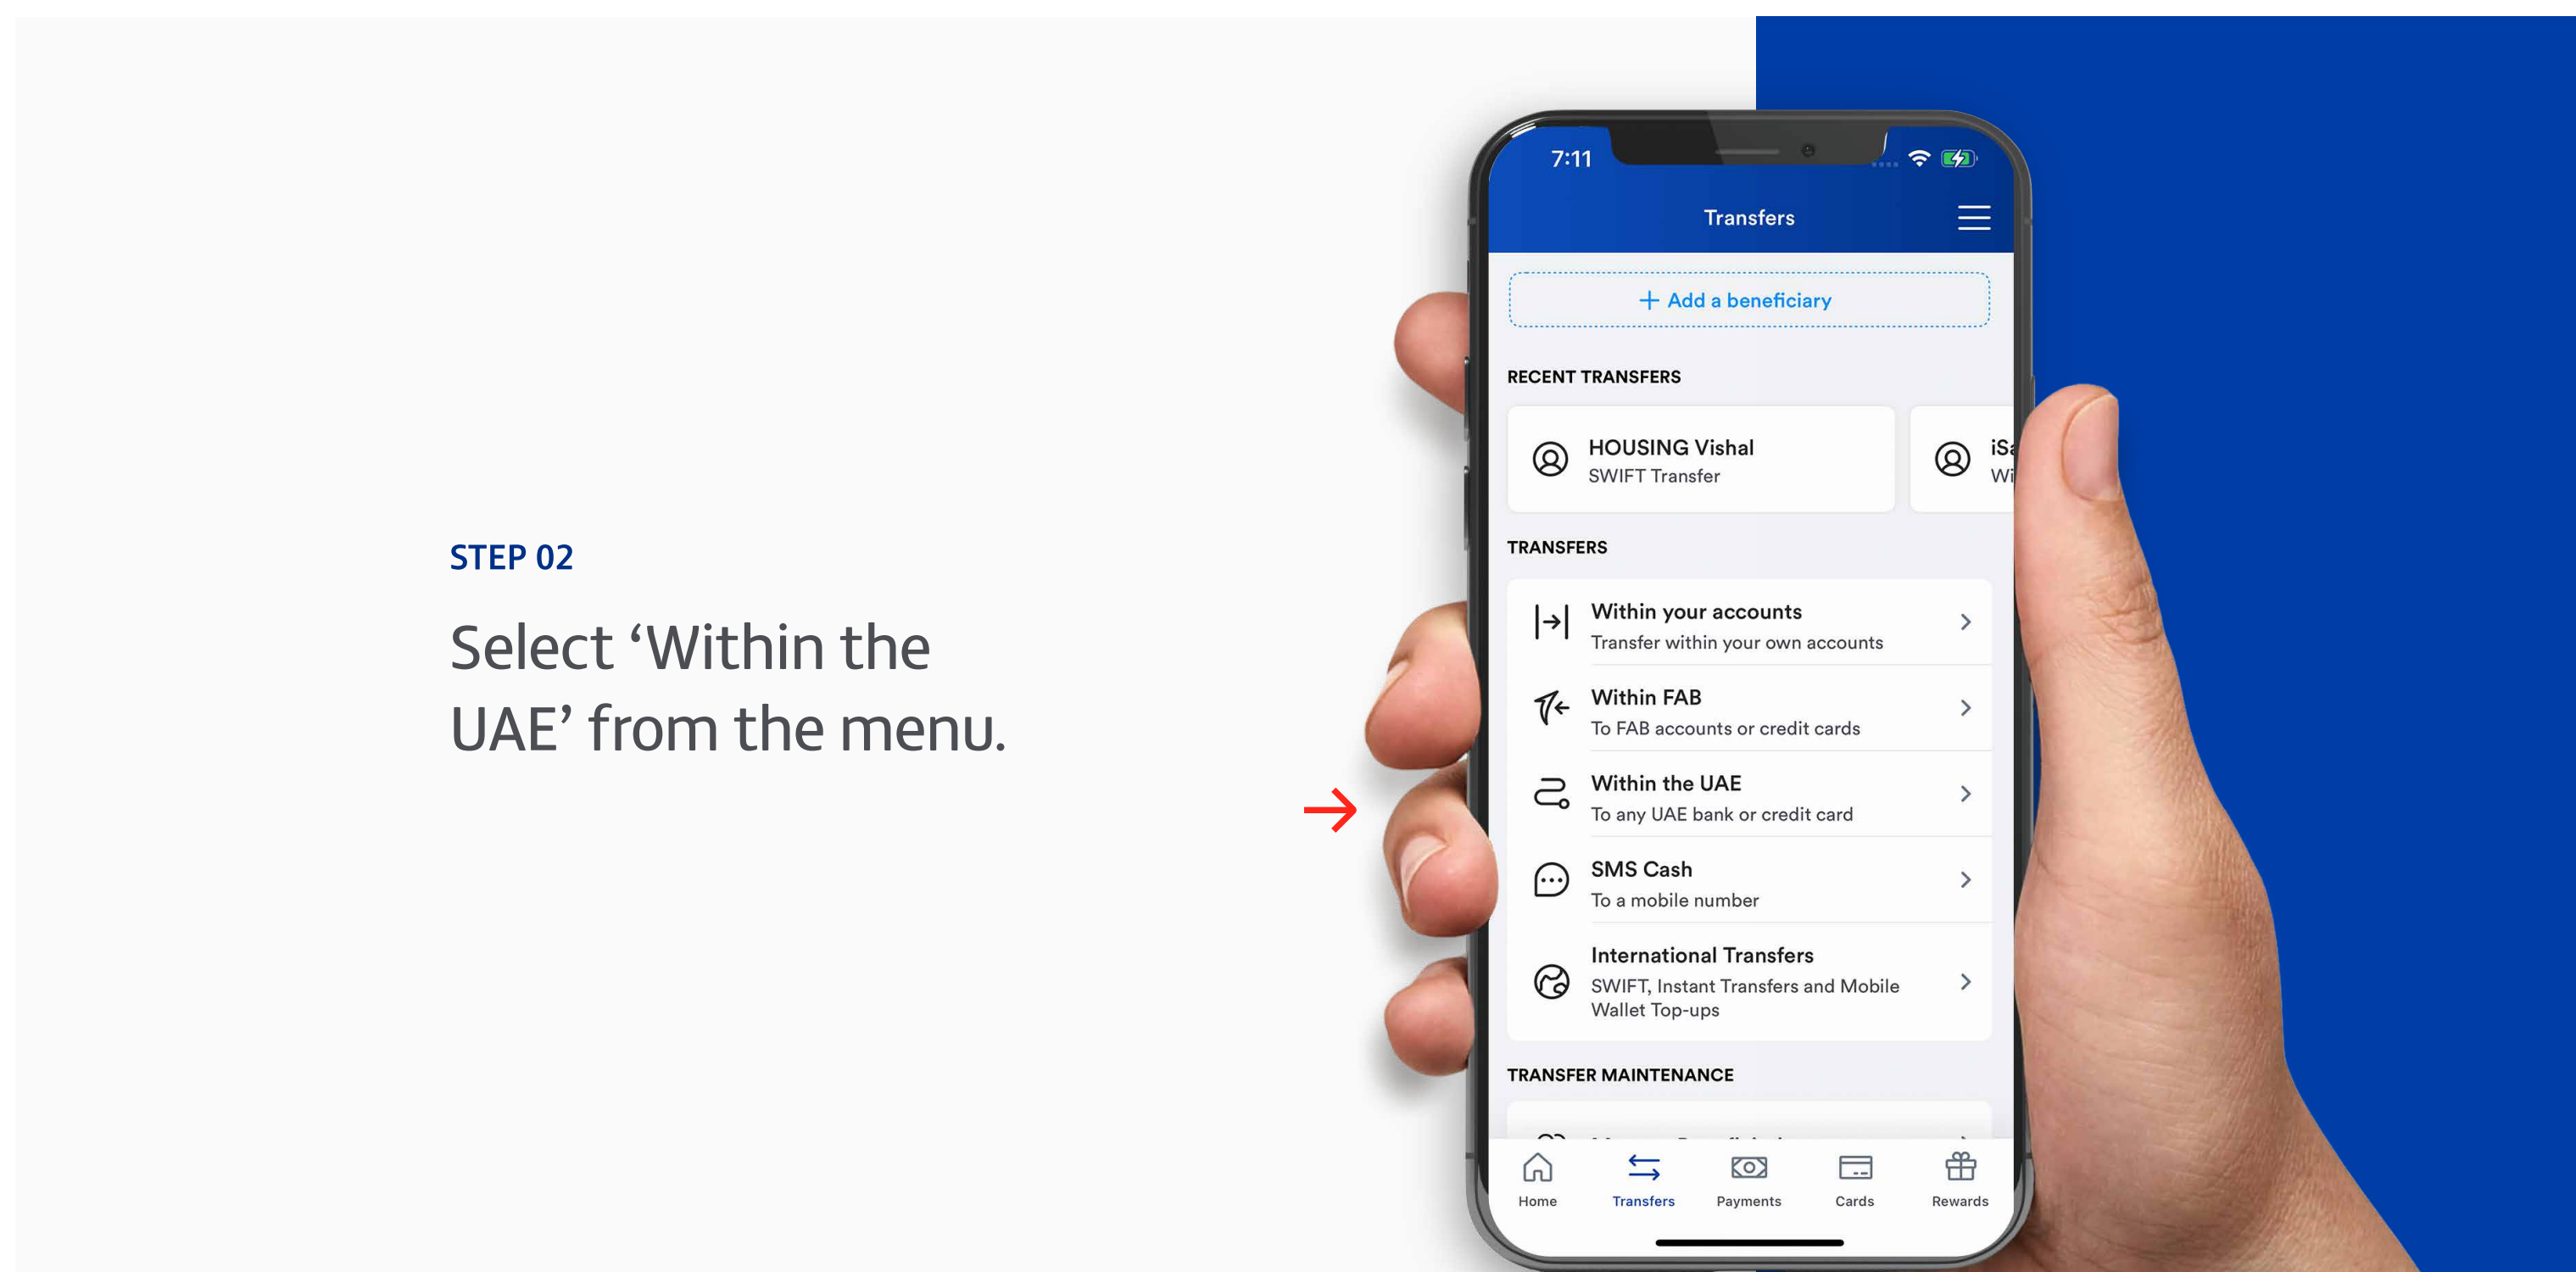 STEP 02
Select ‘Within the
UAE’ from the menu.
7:11
Transfers
+ Add a beneficiary
RECENT TRANSFERS
HOUSING Vishal
SWIFT Transfer
TRANSFERS
Within your accounts
Transfer within your own accounts
Within FAB
To FAB accounts or credit cards
Within the UAE
To any UAE bank or credit card
SMS Cash
To a mobile number
International Transfers
SWIFT, Instant Transfers and Mobile
Wallet Top-ups
TRANSFER MAINTENANCE
Home
Transfers
Payments
Cards
Rewards